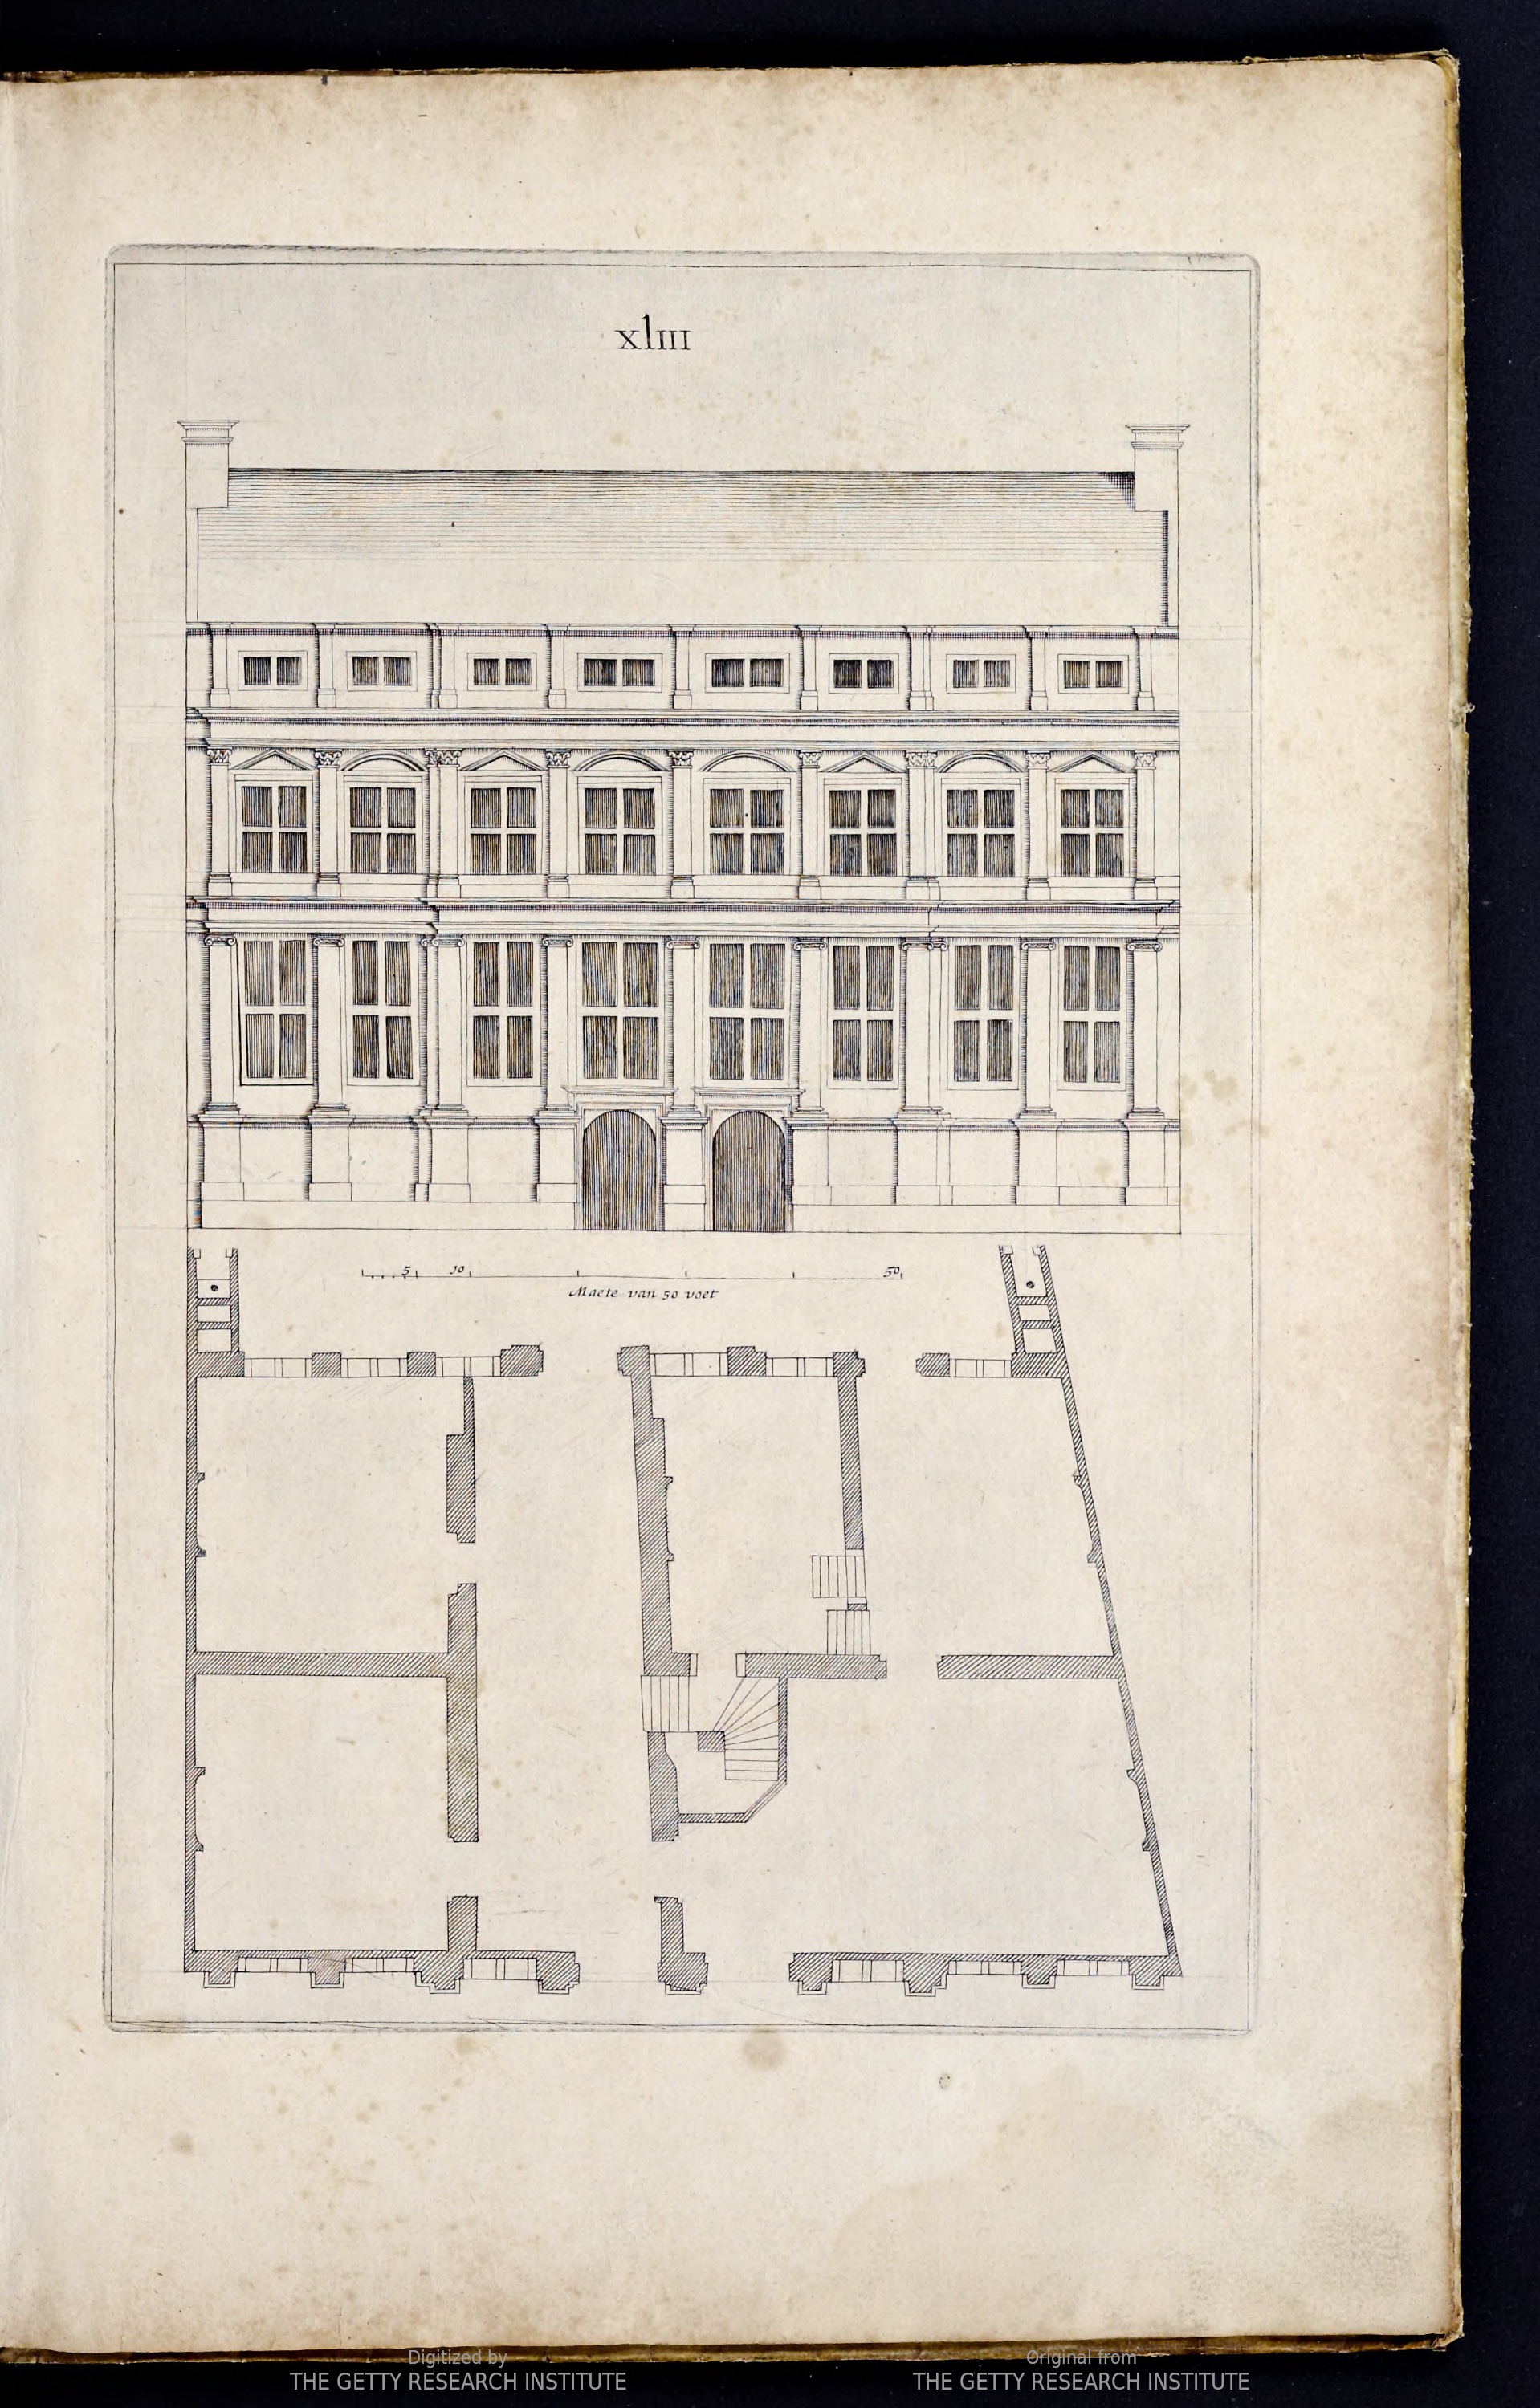 xlIII
5 10 50
Maete van 50 voet
Digitized by
THE GETTY RESEARCH INSTITUTE
Original from
THE GETTY RESEARCH INSTITUTE